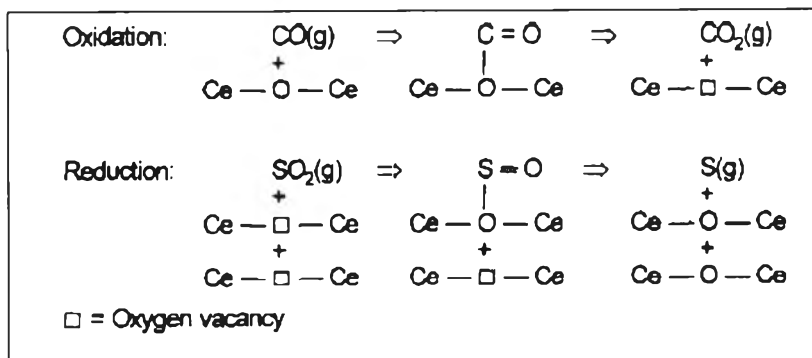 Oxidation: CO(g) ⇒ C = O ⇒ CO₂(g)
+ | +
Ce — O — Ce Ce — O — Ce Ce — □ — Ce
Reduction: SO₂(g) ⇒ S = O ⇒ S(g)
+ | +
Ce — □ — Ce Ce — O — Ce Ce — O — Ce
+ + +
Ce — □ — Ce Ce — □ — Ce Ce — O — Ce
□ = Oxygen vacancy